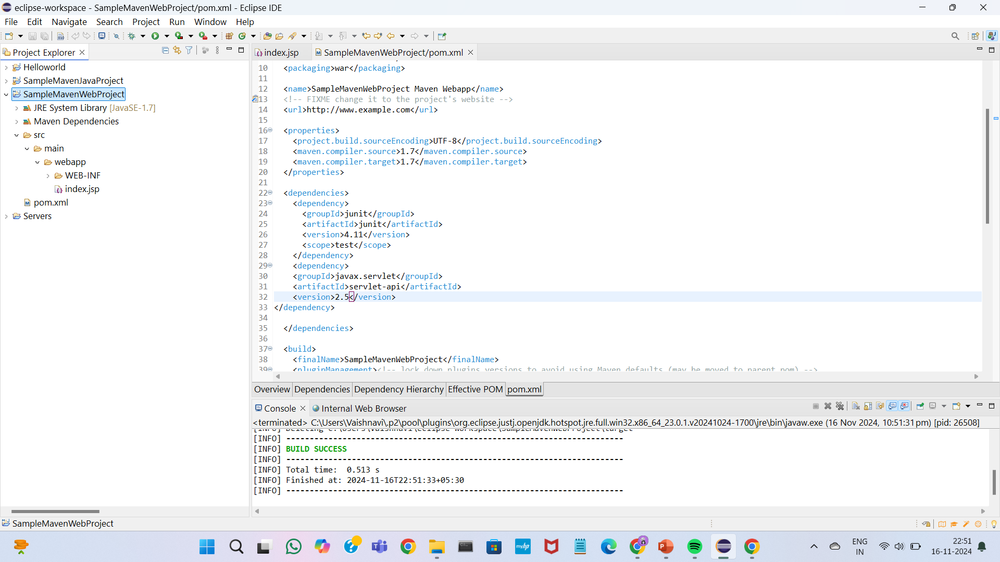 eclipse-workspace - SampleMavenWebProject/pom.xml - Eclipse IDE
File Edit Navigate Search Project Run Window Help
Project Explorer
Helloworld
SampleMavenJavaProject
SampleMavenWebProject
JRE System Library [JavaSE-1.7]
Maven Dependencies
src
main
webapp
WEB-INF
index.jsp
pom.xml
Servers
index.jsp SampleMavenWebProject/pom.xml
10 <packaging>war</packaging>
11
12 <name>SampleMavenWebProject Maven Webapp</name>
13 <!-- FIXME change it to the project's website -->
14 <url>http://www.example.com</url>
15
16 <properties>
17 <project.build.sourceEncoding>UTF-8</project.build.sourceEncoding>
18 <maven.compiler.source>1.7</maven.compiler.source>
19 <maven.compiler.target>1.7</maven.compiler.target>
20 </properties>
21
22 <dependencies>
23 <dependency>
24 <groupId>junit</groupId>
25 <artifactId>junit</artifactId>
26 <version>4.11</version>
27 <scope>test</scope>
28 </dependency>
29 <dependency>
30 <groupId>javax.servlet</groupId>
31 <artifactId>servlet-api</artifactId>
32 <version>2.5</version>
33 </dependency>
34
35 </dependencies>
36
37 <build>
38 <finalName>SampleMavenWebProject</finalName>
39 <pluginManagement><!-- lock down plugins versions to avoid using Maven defaults (may be moved to parent pom) -->
Overview Dependencies Dependency Hierarchy Effective POM pom.xml
Console Internal Web Browser
<terminated> C:\Users\Vaishnavi\.p2\pool\plugins\org.eclipse.justj.openjdk.hotspot.jre.full.win32.x86_64_23.0.1.v20241024-1700\jre\bin\javaw.exe (16 Nov 2024, 10:51:31 pm) [pid: 26508]
[INFO] Deleting C:\Users\Vaishnavi\eclipse-workspace\SampleMavenWebProject\target
[INFO] ------------------------------------------------------------------------
[INFO] BUILD SUCCESS
[INFO] ------------------------------------------------------------------------
[INFO] Total time:  0.513 s
[INFO] Finished at: 2024-11-16T22:51:33+05:30
[INFO] ------------------------------------------------------------------------
SampleMavenWebProject
myhp
ENG
IN
22:51
16-11-2024